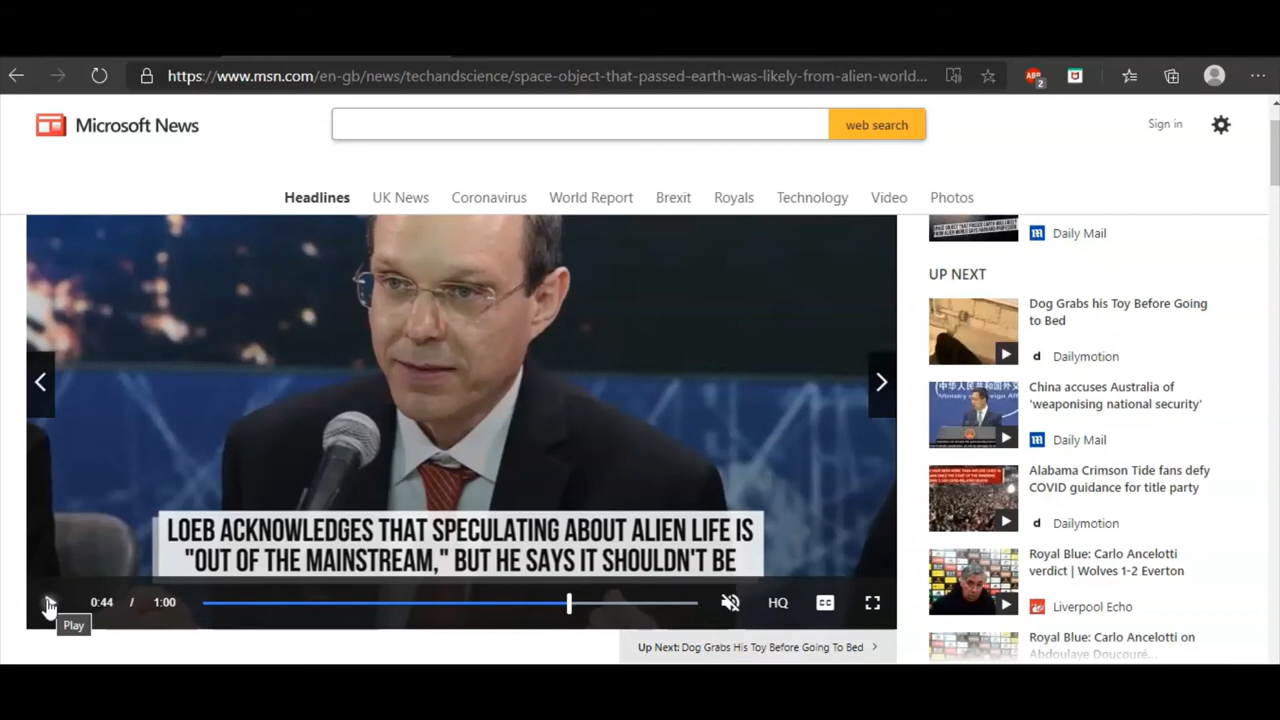 https://www.msn.com/en-gb/news/techandscience/space-object-that-passed-earth-was-likely-from-alien-world...
ABP
2
Microsoft News
web search
Sign in
Headlines
UK News
Coronavirus
World Report
Brexit
Royals
Technology
Video
Photos
LOEB ACKNOWLEDGES THAT SPECULATING ABOUT ALIEN LIFE IS
"OUT OF THE MAINSTREAM," BUT HE SAYS IT SHOULDN'T BE
0:44 / 1:00
HQ
CC
Play
Up Next: Dog Grabs His Toy Before Going To Bed
m Daily Mail
UP NEXT
Dog Grabs his Toy Before Going
to Bed
d Dailymotion
China accuses Australia of
'weaponising national security'
m Daily Mail
Alabama Crimson Tide fans defy
COVID guidance for title party
d Dailymotion
Royal Blue: Carlo Ancelotti
verdict | Wolves 1-2 Everton
Liverpool Echo
Royal Blue: Carlo Ancelotti on
Abdoulaye Doucouré...